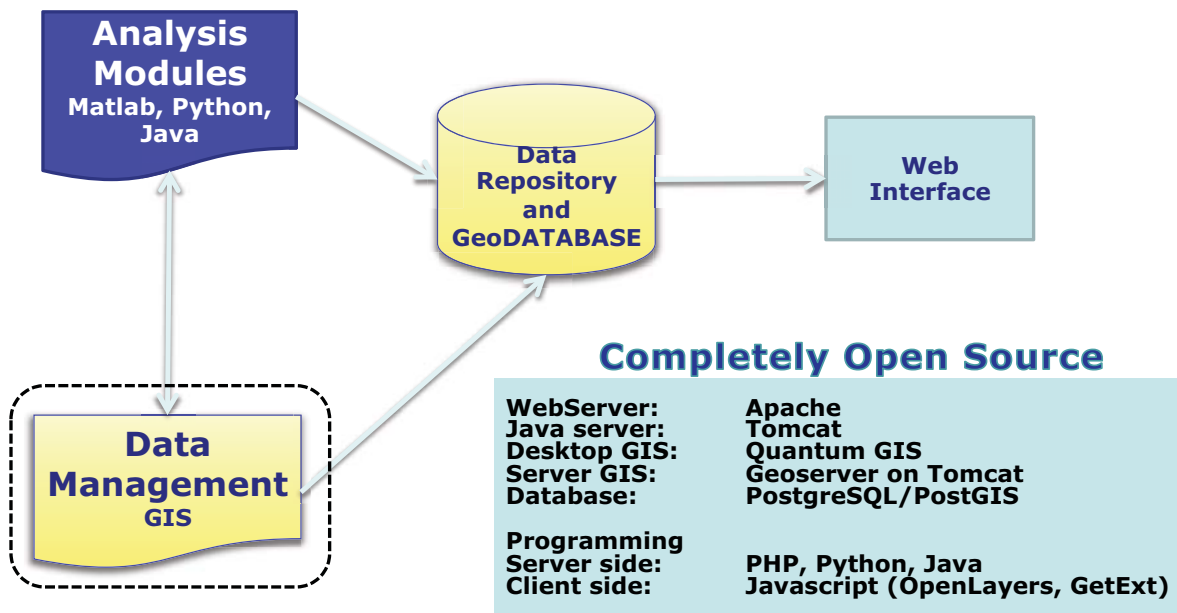 Analysis
Modules
Matlab, Python,
Java
Data
Repository
and
GeoDATABASE
Web
Interface
Data
Management
GIS
Completely Open Source
WebServer: Apache
Java server: Tomcat
Desktop GIS: Quantum GIS
Server GIS: Geoserver on Tomcat
Database: PostgreSQL/PostGIS
Programming
Server side: PHP, Python, Java
Client side: Javascript (OpenLayers, GetExt)